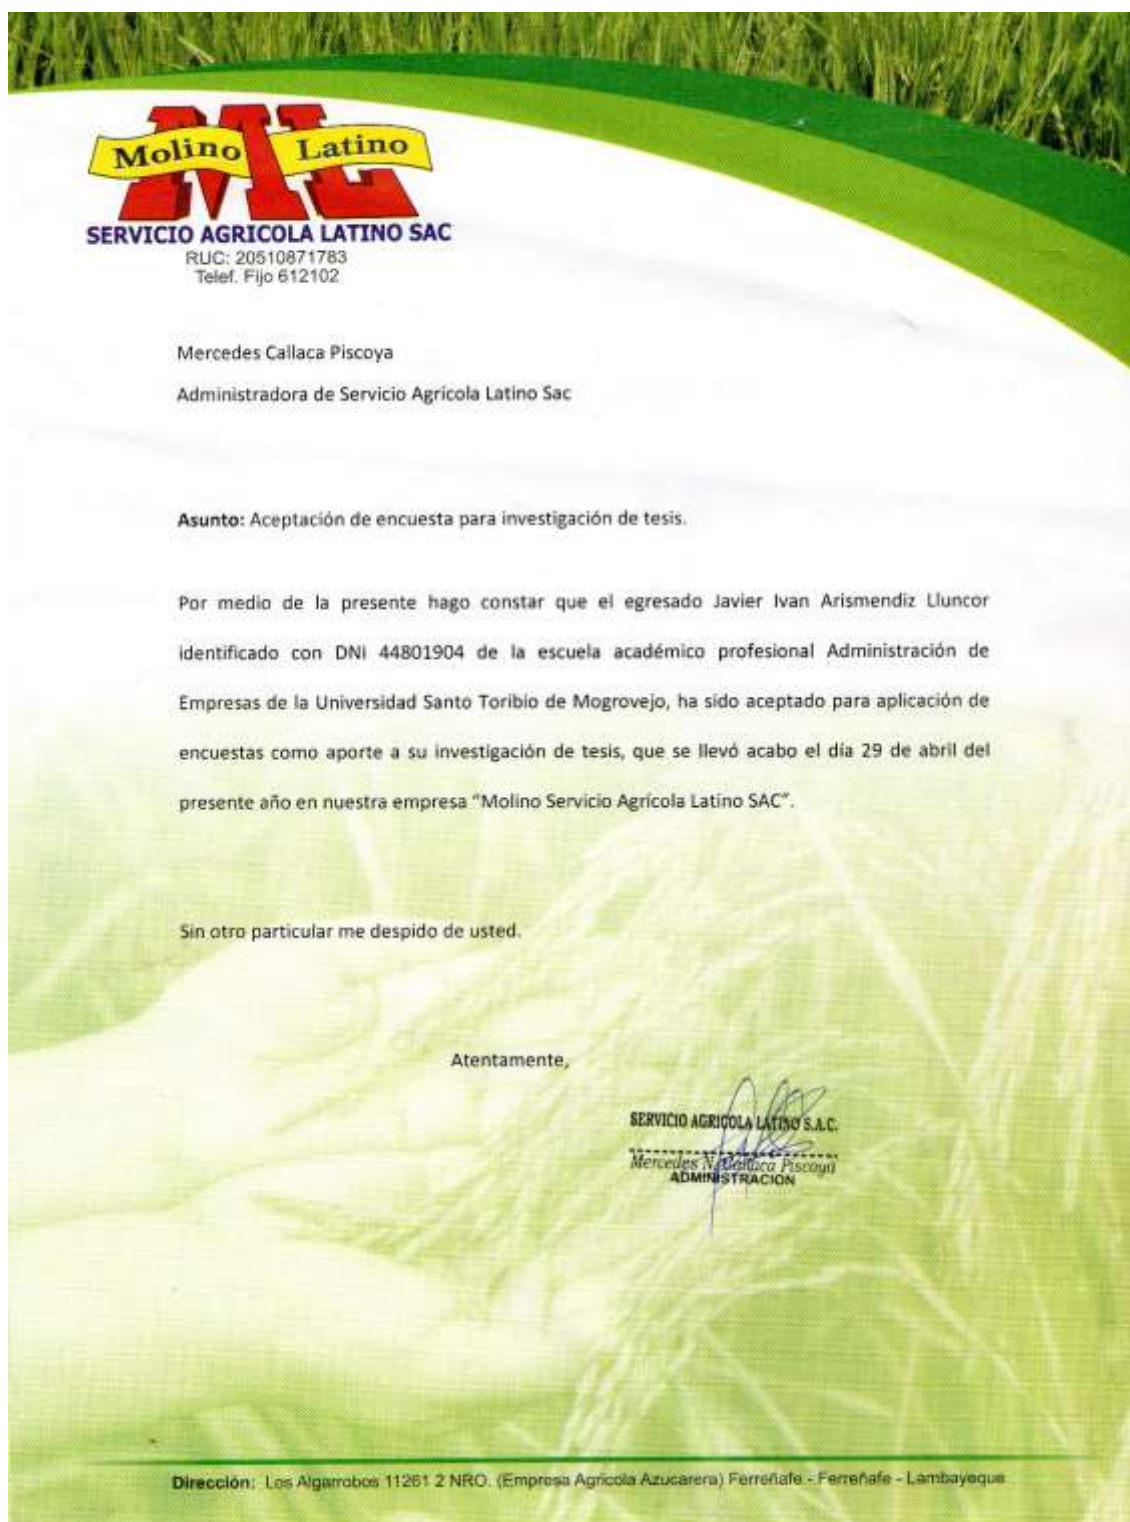 Molino Latino
ML
SERVICIO AGRICOLA LATINO SAC
RUC: 20510871783
Telef. Fijo 612102
Mercedes Callaca Piscoya
Administradora de Servicio Agrícola Latino Sac
Asunto: Aceptación de encuesta para investigación de tesis.
Por medio de la presente hago constar que el egresado Javier Ivan Arismendiz Lluncor
identificado con DNI 44801904 de la escuela académico profesional Administración de
Empresas de la Universidad Santo Toribio de Mogrovejo, ha sido aceptado para aplicación de
encuestas como aporte a su investigación de tesis, que se llevó acabo el día 29 de abril del
presente año en nuestra empresa “Molino Servicio Agrícola Latino SAC”.
Sin otro particular me despido de usted.
Atentamente,
SERVICIO AGRICOLA LATINO S.A.C.
Mercedes N. Callaca Piscoya
ADMINISTRACION
Dirección: Los Algarrobos 11261 2 NRO. (Empresa Agricola Azucarera) Ferreñafe - Ferreñafe - Lambayeque